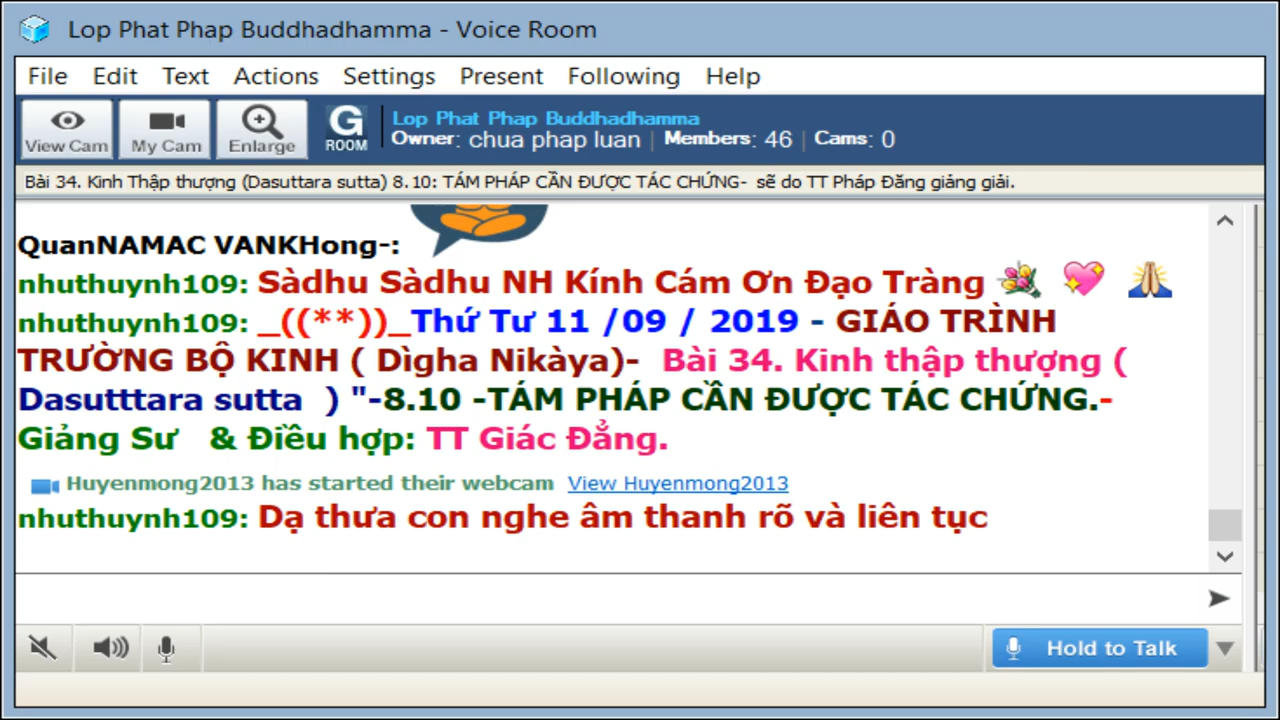 Lop Phat Phap Buddhadhamma - Voice Room
File Edit Text Actions Settings Present Following Help
View Cam My Cam Enlarge G ROOM
Lop Phat Phap Buddhadhamma
Owner: chua phap luan | Members: 46 | Cams: 0
Bài 34. Kinh Thập thượng (Dasuttara sutta) 8.10: TÁM PHÁP CẦN ĐƯỢC TÁC CHỨNG- sẽ do TT Pháp Đăng giảng giải.
QuanNAMAC VANKHong-:
nhuthuynh109: Sàdhu Sàdhu NH Kính Cám Ơn Đạo Tràng
nhuthuynh109: _((**))_Thứ Tư 11 /09 / 2019 - GIÁO TRÌNH
TRƯỜNG BỘ KINH ( Dìgha Nikàya)- Bài 34. Kinh thập thượng (
Dasutttara sutta ) "-8.10 -TÁM PHÁP CẦN ĐƯỢC TÁC CHỨNG.-
Giảng Sư & Điều hợp: TT Giác Đẳng.
Huyenmong2013 has started their webcam View Huyenmong2013
nhuthuynh109: Dạ thưa con nghe âm thanh rõ và liên tục
Hold to Talk